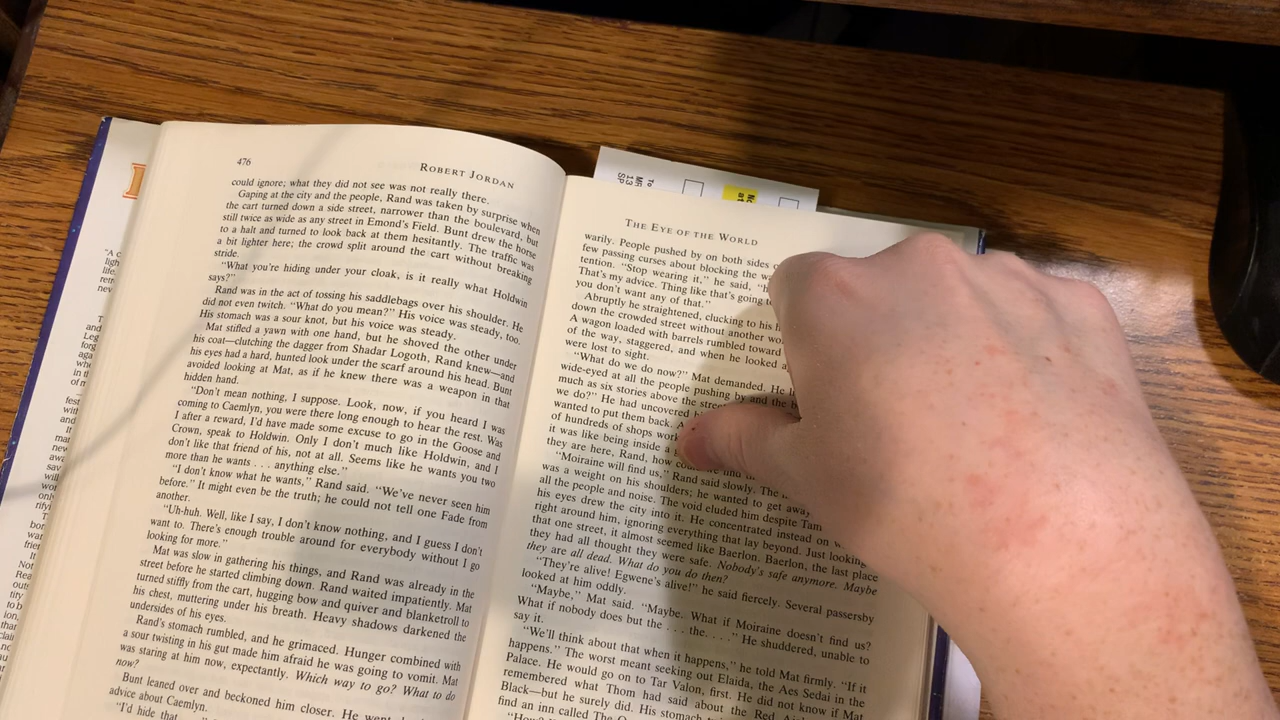 476
ROBERT JORDAN
could ignore; what they did not see was not really there.
Gaping at the city and the people, Rand was taken by surprise when
the cart turned down a side street, narrower than the boulevard, but
still twice as wide as any street in Emond's Field. Bunt drew the horse
to a halt and turned to look back at them hesitantly. The traffic was
a bit lighter here; the crowd split around the cart without breaking
stride.
"What you're hiding under your cloak, is it really what Holdwin
says?"
Rand was in the act of tossing his saddlebags over his shoulder. He
did not even twitch. "What do you mean?" His voice was steady, too.
His stomach was a sour knot, but his voice was steady.
Mat stifled a yawn with one hand, but he shoved the other under
his coat—clutching the dagger from Shadar Logoth, Rand knew—and
his eyes had a hard, hunted look under the scarf around his head. Bunt
avoided looking at Mat, as if he knew there was a weapon in that
hidden hand.
"Don't mean nothing, I suppose. Look, now, if you heard I was
coming to Caemlyn, you were there long enough to hear the rest. Was
I after a reward, I'd have made some excuse to go in the Goose and
Crown, speak to Holdwin. Only I don't much like Holdwin, and I
don't like that friend of his, not at all. Seems like he wants you two
more than he wants . . . anything else."
"I don't know what he wants," Rand said. "We've never seen him
before." It might even be the truth; he could not tell one Fade from
another.
"Uh-huh. Well, like I say, I don't know nothing, and I guess I don't
want to. There's enough trouble around for everybody without I go
looking for more."
Mat was slow in gathering his things, and Rand was already in the
street before he started climbing down. Rand waited impatiently. Mat
turned stiffly from the cart, hugging bow and quiver and blanketroll to
his chest, muttering under his breath. Heavy shadows darkened the
undersides of his eyes.
Rand's stomach rumbled, and he grimaced. Hunger combined with
a sour twisting in his gut made him afraid he was going to vomit. Mat
was staring at him now, expectantly. Which way to go? What to do
now?
Bunt leaned over and beckoned him closer. He went
advice about Caemlyn.
"I'd hide that
THE EYE OF THE WORLD
warily. People pushed by on both sides
few passing curses about blocking the
tention. "Stop wearing it," he said,
That's my advice. Thing like that's going
you don't want any of that."
Abruptly he straightened, clucking to his
down the crowded street without another
A wagon loaded with barrels rumbled toward
of the way, staggered, and when he looked
were lost to sight.
"What do we do now?" Mat demanded. He
wide-eyed at all the people pushing by and the
much as six stories above the
we do?" He had uncovered
wanted to put them back.
of hundreds of shops
it was like being inside a
they are here, Rand, how
"Moiraine will find us," Rand said slowly. The
was a weight on his shoulders; he wanted to get away
all the people and noise. The void eluded him despite
his eyes drew the city into it. He concentrated instead on
right around him, ignoring everything that lay beyond. Just looking
that one street, it almost seemed like Baerlon. Baerlon, the last place
they had all thought they were safe. Nobody's safe anymore. Maybe
they are all dead. What do you do then?
"They're alive! Egwene's alive!" he said fiercely. Several passersby
looked at him oddly.
"Maybe," Mat said. "Maybe. What if Moiraine doesn't find us?
What if nobody does but the . . . the. . . ." He shuddered, unable to
say it.
"We'll think about that when it happens," he told Mat firmly. "If it
happens." The worst meant seeking out Elaida, the Aes Sedai in the
Palace. He would go on to Tar Valon, first. He did not know if Mat
remembered what Thom had said about the Red
Black—but he surely did. His stomach
find an inn called The